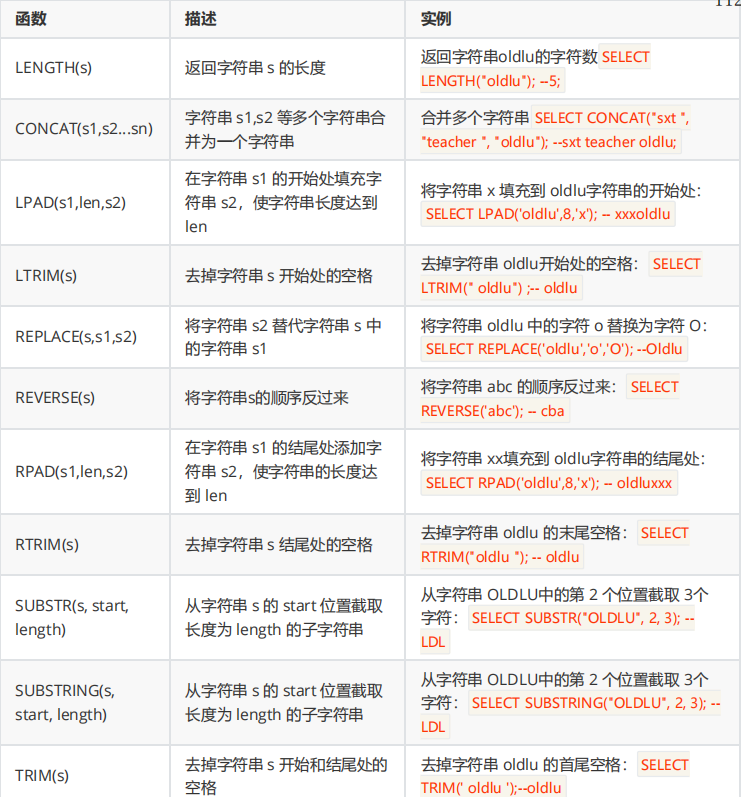 112
函数 描述 实例
LENGTH(s) 返回字符串 s 的长度 返回字符串oldlu的字符数 SELECT
LENGTH("oldlu"); --5;
CONCAT(s1,s2...sn) 字符串 s1,s2 等多个字符串合
并为一个字符串 合并多个字符串 SELECT CONCAT("sxt ",
"teacher ", "oldlu"); --sxt teacher oldlu;
LPAD(s1,len,s2) 在字符串 s1 的开始处填充字
符串 s2，使字符串长度达到
len 将字符串 x 填充到 oldlu字符串的开始处：
SELECT LPAD('oldlu',8,'x'); -- xxxoldlu
LTRIM(s) 去掉字符串 s 开始处的空格 去掉字符串 oldlu开始处的空格： SELECT
LTRIM(" oldlu") ;-- oldlu
REPLACE(s,s1,s2) 将字符串 s2 替代字符串 s 中
的字符串 s1 将字符串 oldlu 中的字符 o 替换为字符 O：
SELECT REPLACE('oldlu','o','O'); --Oldlu
REVERSE(s) 将字符串s的顺序反过来 将字符串 abc 的顺序反过来： SELECT
REVERSE('abc'); -- cba
RPAD(s1,len,s2) 在字符串 s1 的结尾处添加字
符串 s2，使字符串的长度达
到 len 将字符串 xx填充到 oldlu字符串的结尾处：
SELECT RPAD('oldlu',8,'x'); -- oldluxxx
RTRIM(s) 去掉字符串 s 结尾处的空格 去掉字符串 oldlu 的末尾空格： SELECT
RTRIM("oldlu "); -- oldlu
SUBSTR(s, start,
length) 从字符串 s 的 start 位置截取
长度为 length 的子字符串 从字符串 OLDLU中的第 2 个位置截取 3个
字符： SELECT SUBSTR("OLDLU", 2, 3); --
LDL
SUBSTRING(s,
start, length) 从字符串 s 的 start 位置截取
长度为 length 的子字符串 从字符串 OLDLU中的第 2 个位置截取 3个
字符： SELECT SUBSTRING("OLDLU", 2, 3); --
LDL
TRIM(s) 去掉字符串 s 开始和结尾处的
空格 去掉字符串 oldlu 的首尾空格： SELECT
TRIM(' oldlu ');--oldlu